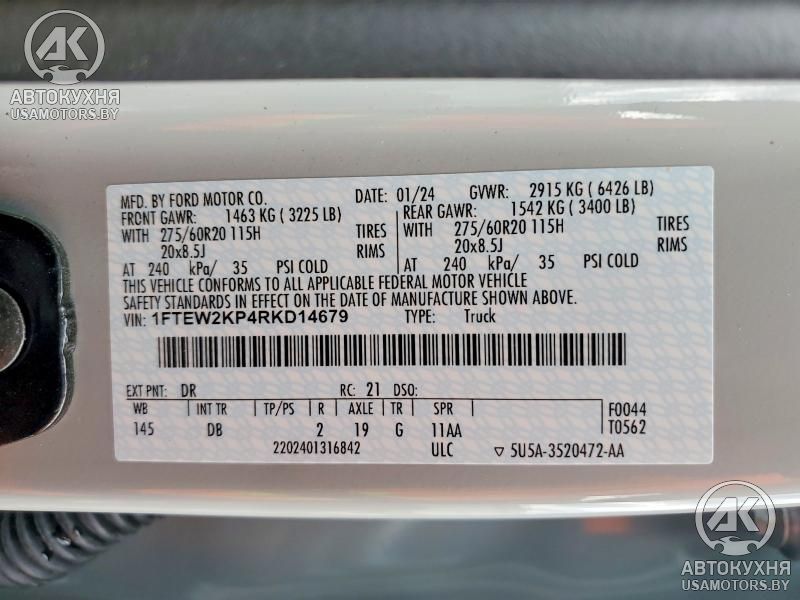 АК
АВТОКУХНЯ
USAMOTORS.BY
MFD. BY FORD MOTOR CO. DATE: 01/24 GVWR: 2915 KG ( 6426 LB)
FRONT GAWR: 1463 KG ( 3225 LB) REAR GAWR: 1542 KG ( 3400 LB)
WITH 275/60R20 115H TIRES WITH 275/60R20 115H TIRES
20x8.5J RIMS 20x8.5J RIMS
AT 240 kPa/ 35 PSI COLD AT 240 kPa/ 35 PSI COLD
THIS VEHICLE CONFORMS TO ALL APPLICABLE FEDERAL MOTOR VEHICLE
SAFETY STANDARDS IN EFFECT ON THE DATE OF MANUFACTURE SHOWN ABOVE.
VIN: 1FTEW2KP4RKD14679 TYPE: Truck
EXT PNT: DR RC: 21 DSO:
WB INT TR TP/PS R AXLE TR SPR F0044
145 DB 2 19 G 11AA T0562
2202401316842 ULC ▽ 5U5A-3520472-AA
АК
АВТОКУХНЯ
USAMOTORS.BY